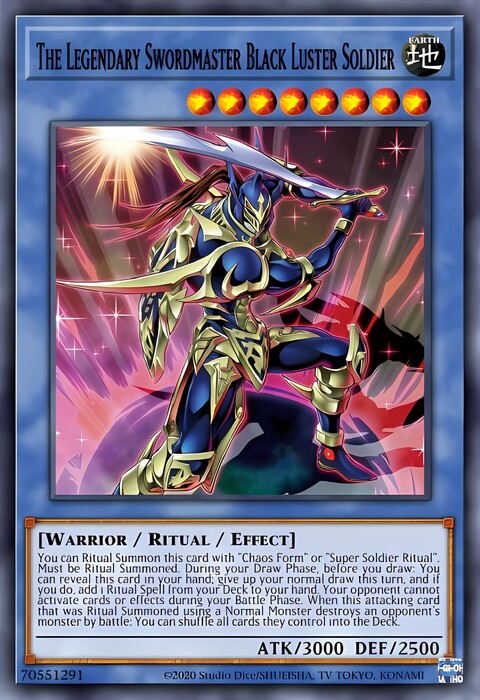 The Legendary Swordmaster Black Luster Soldier
EARTH
地
[Warrior / Ritual / Effect]
You can Ritual Summon this card with "Chaos Form" or "Super Soldier Ritual".
Must be Ritual Summoned. During your Draw Phase, before you draw: You
can reveal this card in your hand; give up your normal draw this turn, and if
you do, add 1 Ritual Spell from your Deck to your hand. Your opponent cannot
activate cards or effects during your Battle Phase. When this attacking card
that was Ritual Summoned using a Normal Monster destroys an opponent's
monster by battle: You can shuffle all cards they control into the Deck.
ATK/3000 DEF/2500
70551291
©2020 Studio Dice/SHUEISHA, TV TOKYO, KONAMI